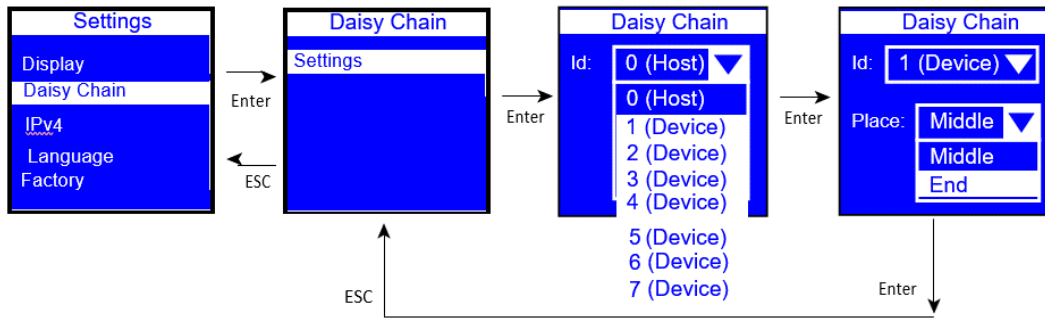 Settings
Display
Daisy Chain
IPv4
Language
Factory
Enter
ESC
Daisy Chain
Settings
Enter
Daisy Chain
Id: 0 (Host)
0 (Host)
1 (Device)
2 (Device)
3 (Device)
4 (Device)
5 (Device)
6 (Device)
7 (Device)
Enter
Daisy Chain
Id: 1 (Device)
Place: Middle
Middle
End
ESC
Enter